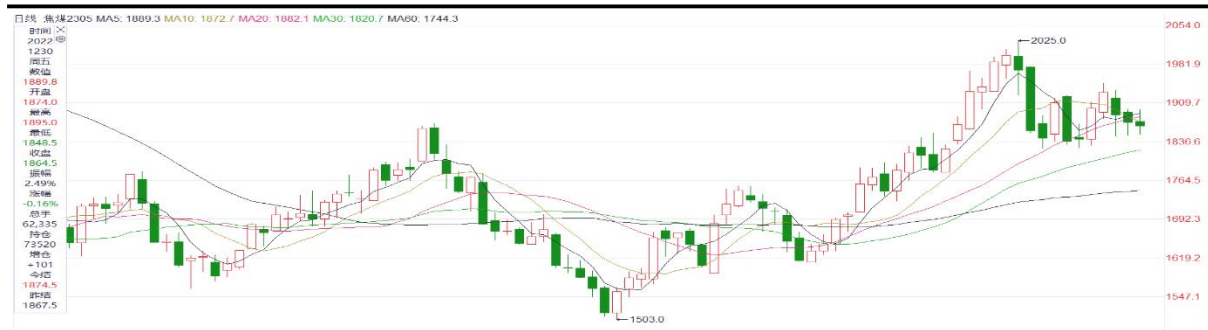 日线 焦煤2305 MA5: 1889.3 MA10: 1872.7 MA20: 1882.1 MA30: 1820.7 MA60: 1744.3
时间
2022
1230
周五
数值
1889.8
开盘
1874.0
最高
1895.0
最低
1848.5
收盘
1864.5
振幅
2.49%
涨幅
-0.16%
总手
62,335
持仓
73520
增仓
+101
今结
1874.5
昨结
1867.5
2025.0
1503.0
2054.0
1981.9
1909.7
1836.6
1764.5
1692.3
1619.2
1547.1